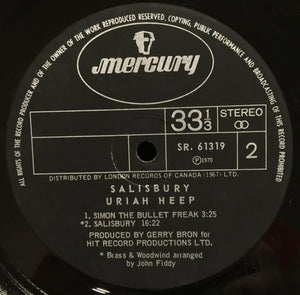 ALL RIGHTS OF THE RECORD PRODUCER AND OF THE OWNER OF THE WORK REPRODUCED RESERVED, COPYING, PUBLIC PERFORMANCE AND BROADCASTING OF THIS RECORD PROHIBITED
mercury
33 1/3 STEREO
SR. 61319
℗1970
2
DISTRIBUTED BY LONDON RECORDS OF CANADA (1967) LTD.
SALISBURY
URIAH HEEP
1. SIMON THE BULLET FREAK 3:25
*2. SALISBURY 16:22
PRODUCED BY GERRY BRON for
HIT RECORD PRODUCTIONS LTD.
* Brass & Woodwind arranged
by John Fiddy